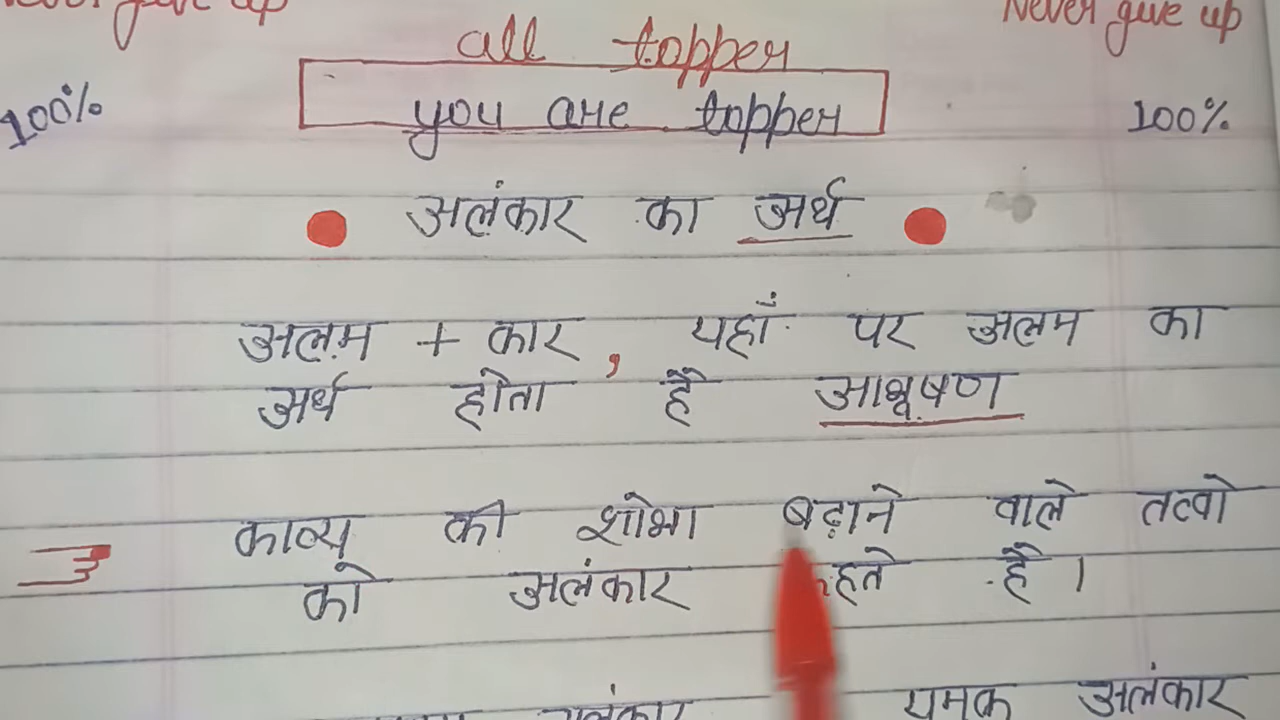 Never give up
all topper
100% you are topper 100%
अलंकार का अर्थ
अलम + कार, यहाँ पर अलम का
अर्थ होता है आभूषण
काव्य की शोभा बढ़ाने वाले तत्वो
को अलंकार कहते है।
अलंकार यमक अलंकार